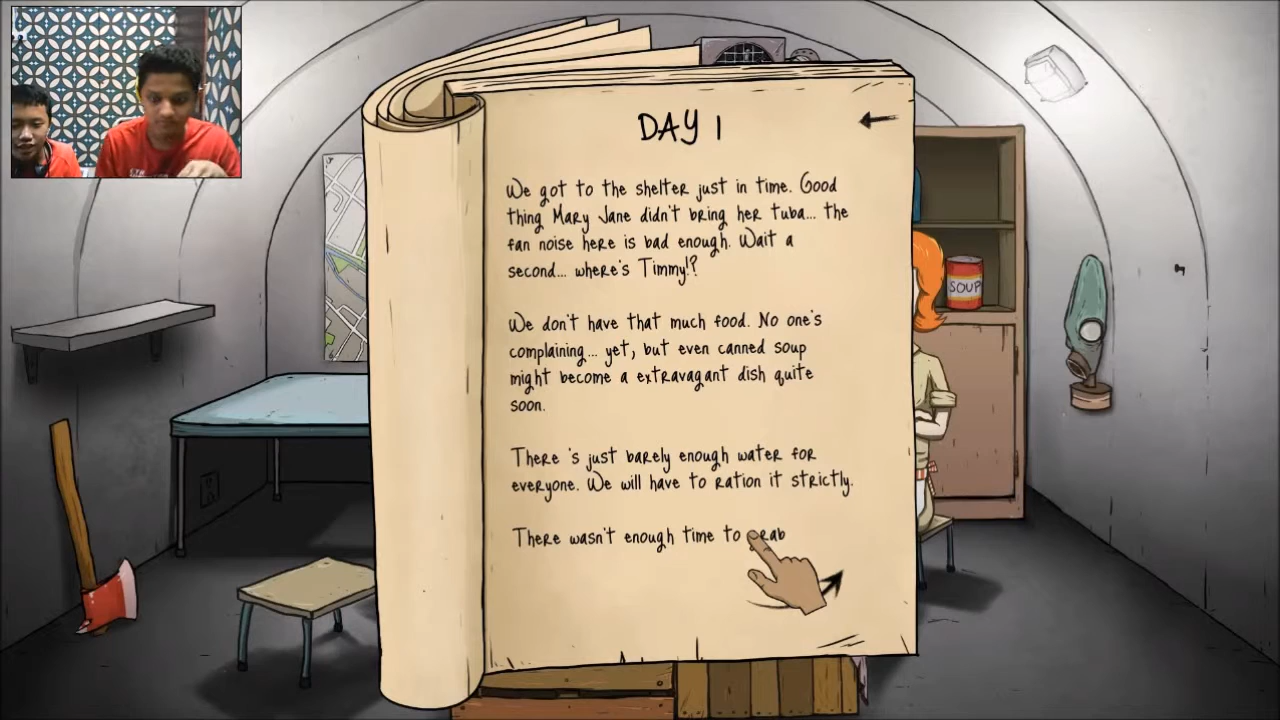 DAY 1
We got to the shelter just in time. Good
thing Mary Jane didn't bring her tuba... the
fan noise here is bad enough. Wait a
second... where's Timmy!?
We don't have that much food. No one's
complaining... yet, but even canned soup
might become a extravagant dish quite
soon.
There 's just barely enough water for
everyone. We will have to ration it strictly.
There wasn't enough time to
SOUP